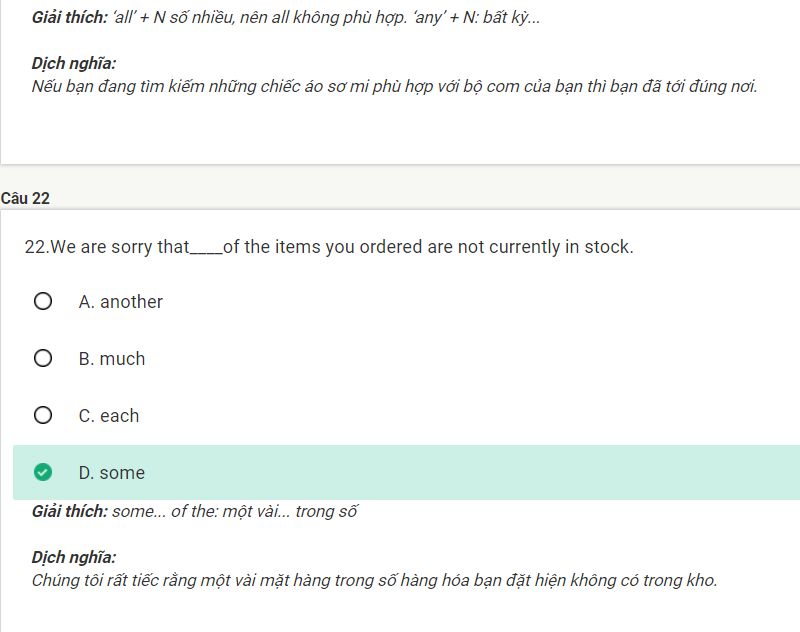 Giải thích: ‘all’ + N số nhiều, nên all không phù hợp. ‘any’ + N: bất kỳ...
Dịch nghĩa:
Nếu bạn đang tìm kiếm những chiếc áo sơ mi phù hợp với bộ com của bạn thì bạn đã tới đúng nơi.
Câu 22
22.We are sorry that____of the items you ordered are not currently in stock.
A. another
B. much
C. each
D. some
Giải thích: some... of the: một vài... trong số
Dịch nghĩa:
Chúng tôi rất tiếc rằng một vài mặt hàng trong số hàng hóa bạn đặt hiện không có trong kho.